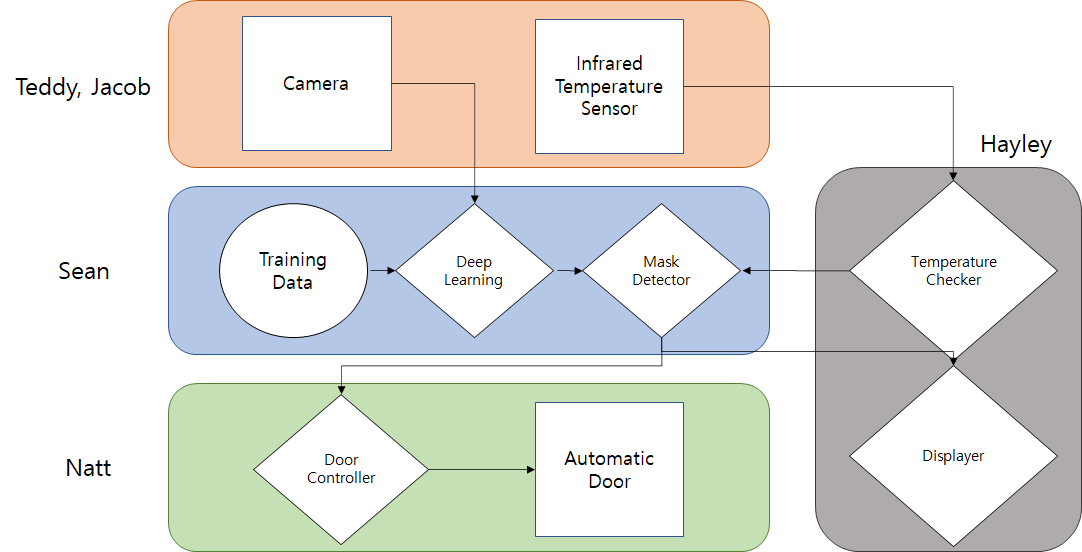 Teddy, Jacob
Camera
Infrared
Temperature
Sensor
Hayley
Sean
Training
Data
Deep
Learning
Mask
Detector
Temperature
Checker
Natt
Door
Controller
Automatic
Door
Displayer